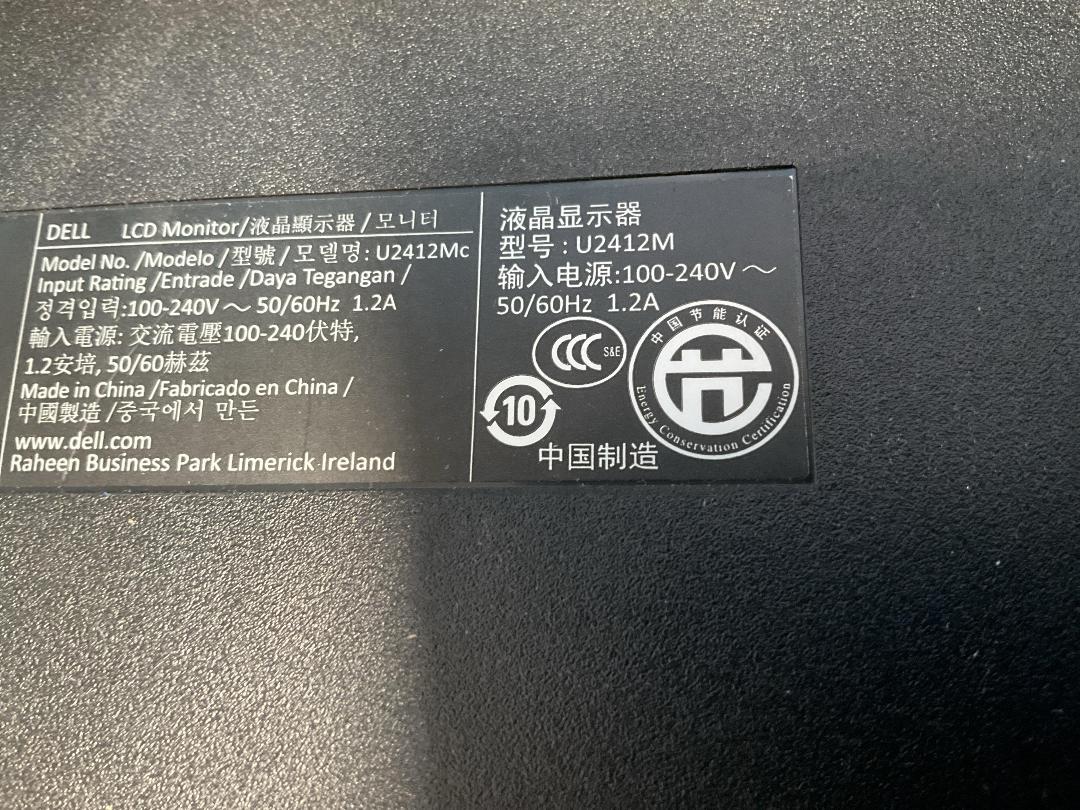 DELL LCD Monitor/液晶顯示器 / 모니터
Model No. /Modelo /型號 / 모델명: U2412Mc
Input Rating /Entrade /Daya Tegangan /
정격입력:100-240V ～ 50/60Hz 1.2A
輸入電源: 交流電壓100-240伏特,
1.2安培, 50/60赫茲
Made in China /Fabricado en China /
中國製造 /중국에서 만든
www.dell.com
Raheen Business Park Limerick·Ireland
液晶显示器
型号 : U2412M
输入电源:100-240V ～
50/60Hz 1.2A
CCC S&E
中国节能认证
Energy Conservation Certification
10
中国制造